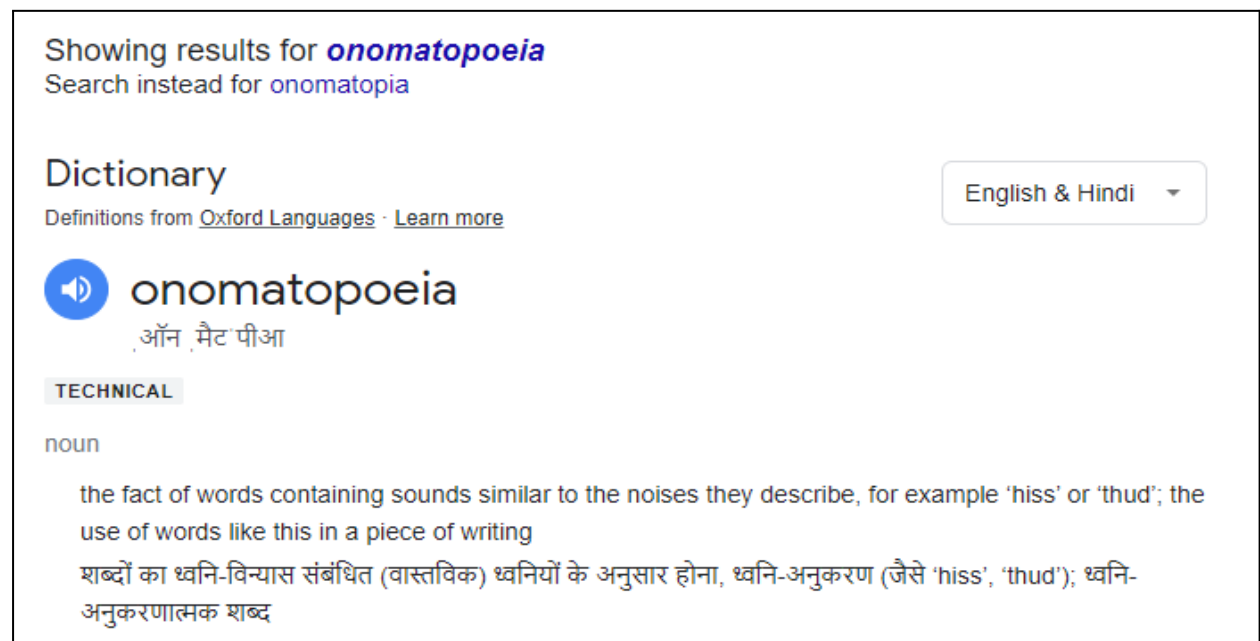 Showing results for onomatopoeia
Search instead for onomatopia
Dictionary
English & Hindi
Definitions from Oxford Languages · Learn more
onomatopoeia
ˌऑन ˌमैटˈपीआ
TECHNICAL
noun
the fact of words containing sounds similar to the noises they describe, for example ‘hiss’ or ‘thud’; the
use of words like this in a piece of writing
शब्दों का ध्वनि-विन्यास संबंधित (वास्तविक) ध्वनियों के अनुसार होना, ध्वनि-अनुकरण (जैसे ‘hiss’, ‘thud’); ध्वनि-
अनुकरणात्मक शब्द